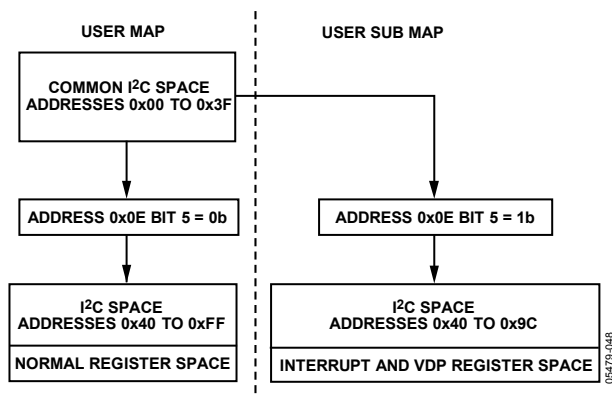 USER MAP
USER SUB MAP
COMMON I²C SPACE
ADDRESSES 0x00 TO 0x3F
ADDRESS 0x0E BIT 5 = 0b
ADDRESS 0x0E BIT 5 = 1b
I²C SPACE
ADDRESSES 0x40 TO 0xFF
NORMAL REGISTER SPACE
I²C SPACE
ADDRESSES 0x40 TO 0x9C
INTERRUPT AND VDP REGISTER SPACE
05479-048